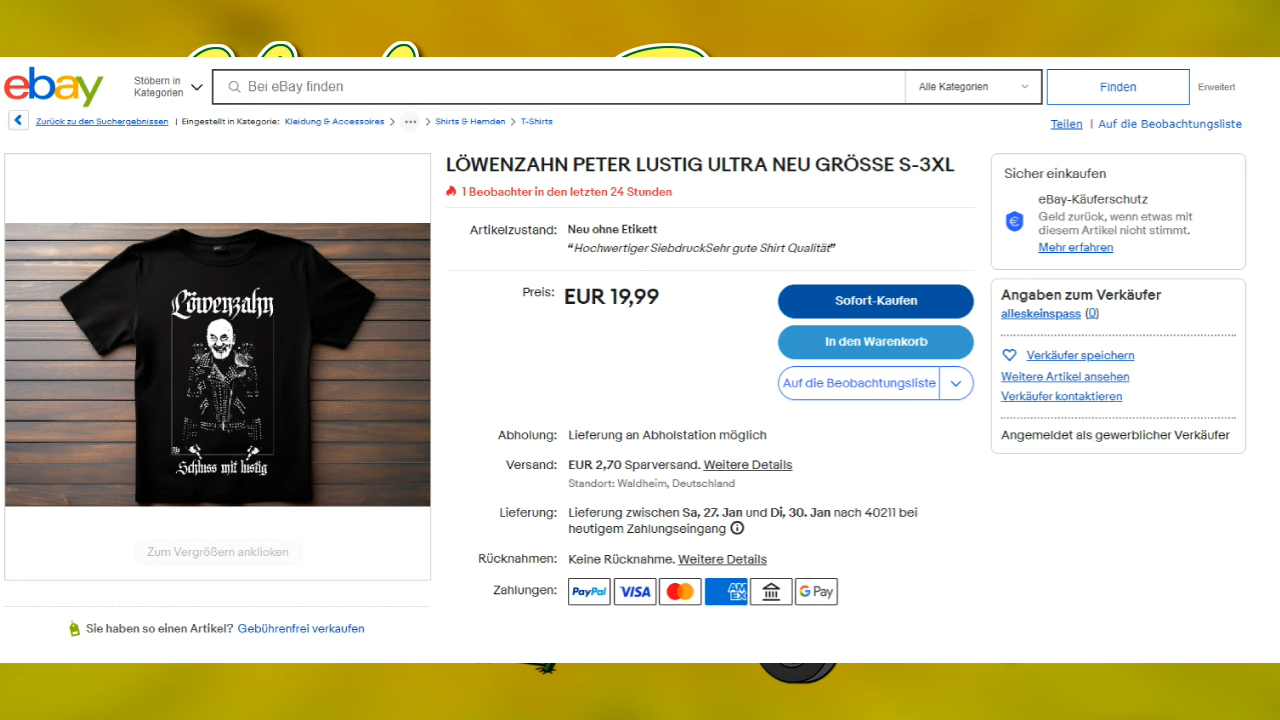 ebay
Stöbern in
Kategorien
Bei eBay finden
Alle Kategorien
Finden
Erweitert
Zurück zu den Suchergebnissen | Eingestellt in Kategorie: Kleidung & Accessoires > ••• > Shirts & Hemden > T-Shirts
Teilen | Auf die Beobachtungsliste
Löwenzahn
Schluss mit lustig
Zum Vergrößern anklicken
Sie haben so einen Artikel? Gebührenfrei verkaufen
LÖWENZAHN PETER LUSTIG ULTRA NEU GRÖSSE S-3XL
1 Beobachter in den letzten 24 Stunden
Artikelzustand: Neu ohne Etikett
“Hochwertiger SiebdruckSehr gute Shirt Qualität”
Preis: EUR 19,99
Sofort-Kaufen
In den Warenkorb
Auf die Beobachtungsliste
Abholung: Lieferung an Abholstation möglich
Versand: EUR 2,70 Sparversand. Weitere Details
Standort: Waldheim, Deutschland
Lieferung: Lieferung zwischen Sa, 27. Jan und Di, 30. Jan nach 40211 bei
heutigem Zahlungseingang
Rücknahmen: Keine Rücknahme. Weitere Details
Zahlungen: PayPal VISA AMEX G Pay
Sicher einkaufen
eBay-Käuferschutz
Geld zurück, wenn etwas mit
diesem Artikel nicht stimmt.
Mehr erfahren
Angaben zum Verkäufer
alleskeinspass (0)
Verkäufer speichern
Weitere Artikel ansehen
Verkäufer kontaktieren
Angemeldet als gewerblicher Verkäufer